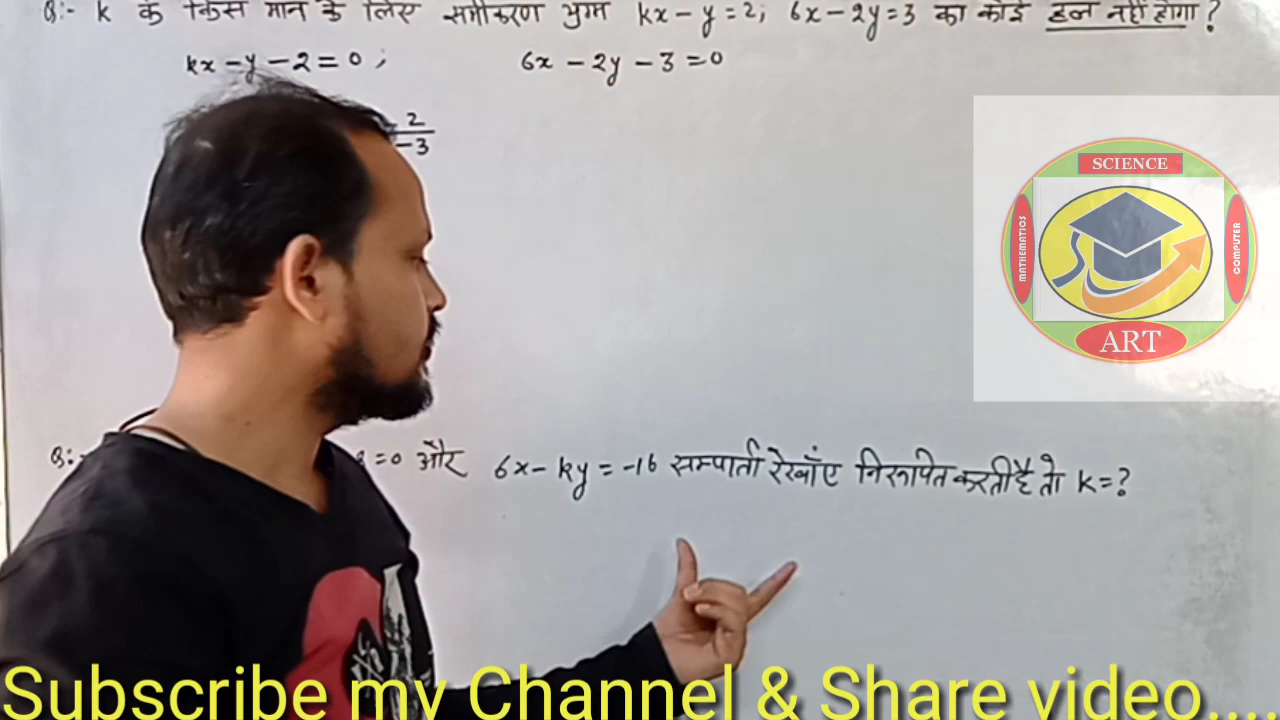 Q:- k के किस मान के लिए समीकरण युग्म kx - y = 2; 6x - 2y = 3 का कोई हल नहीं होगा?
kx - y - 2 = 0 ; 6x - 2y - 3 = 0
2
-3
SCIENCE
MATHEMATICS
COMPUTER
ART
Q:- =0 और 6x - ky = -16 सम्पाती रेखाँए निरूपित करती है तो k=?
Subscribe my Channel & Share video....